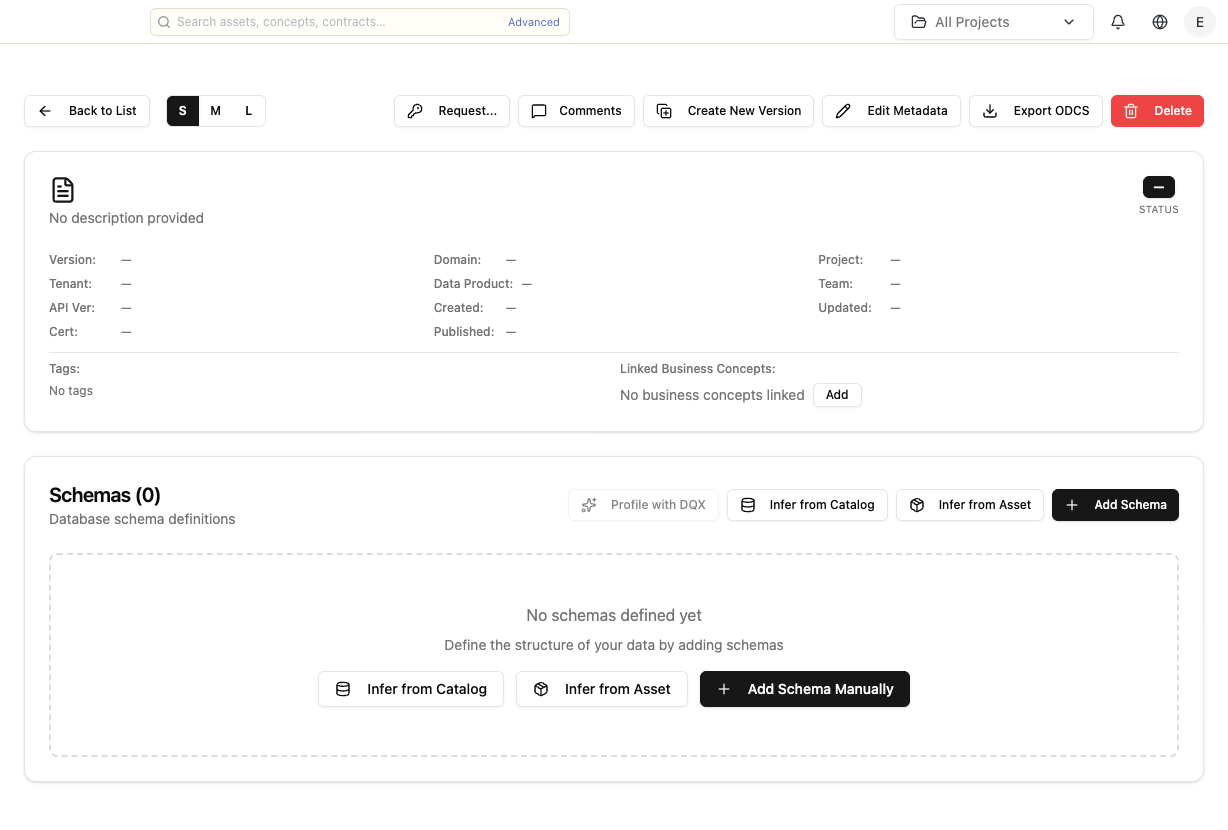 Search assets, concepts, contracts...
Advanced
All Projects
E
Back to List
S
M
L
Request...
Comments
Create New Version
Edit Metadata
Export ODCS
Delete
No description provided
STATUS
Version: —
Domain: —
Project: —
Tenant: —
Data Product: —
Team: —
API Ver: —
Created: —
Updated: —
Cert: —
Published: —
Tags:
Linked Business Concepts:
No tags
No business concepts linked
Add
Schemas (0)
Database schema definitions
Profile with DQX
Infer from Catalog
Infer from Asset
Add Schema
No schemas defined yet
Define the structure of your data by adding schemas
Infer from Catalog
Infer from Asset
Add Schema Manually